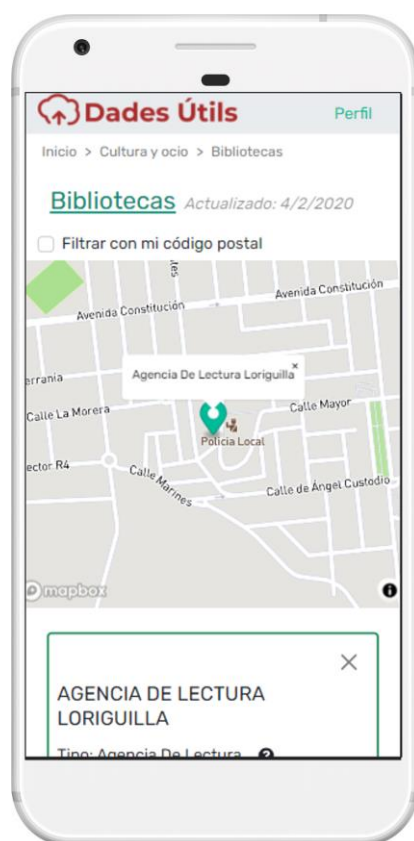 Dades Útils
Perfil
Inicio > Cultura y ocio > Bibliotecas
Bibliotecas Actualizado: 4/2/2020
Filtrar con mi código postal
Avenida Constitución
Avenida Constitución
Agencia De Lectura Loriguilla
×
Calle La Morera
Calle Mayor
Policía Local
ector R4
Calle Marines
Calle de Ángel Custodio
mapbox
AGENCIA DE LECTURA
LORIGUILLA
Tipo: Agencia De Lectura